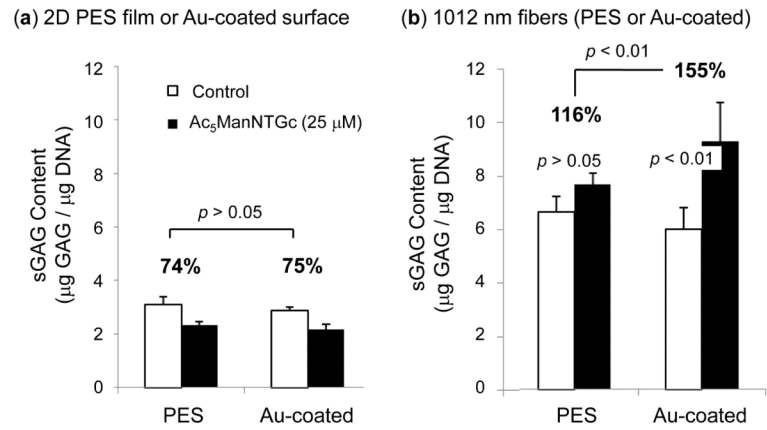 (a) 2D PES film or Au-coated surface
sGAG Content
(µg GAG / µg DNA)
12
10
8
6
4
2
0
Control
Ac₅ManNTGc (25 µM)
p > 0.05
74%
75%
PES
Au-coated
(b) 1012 nm fibers (PES or Au-coated)
sGAG Content
(µg GAG / µg DNA)
12
10
8
6
4
2
0
p < 0.01
155%
116%
p > 0.05
p < 0.01
PES
Au-coated